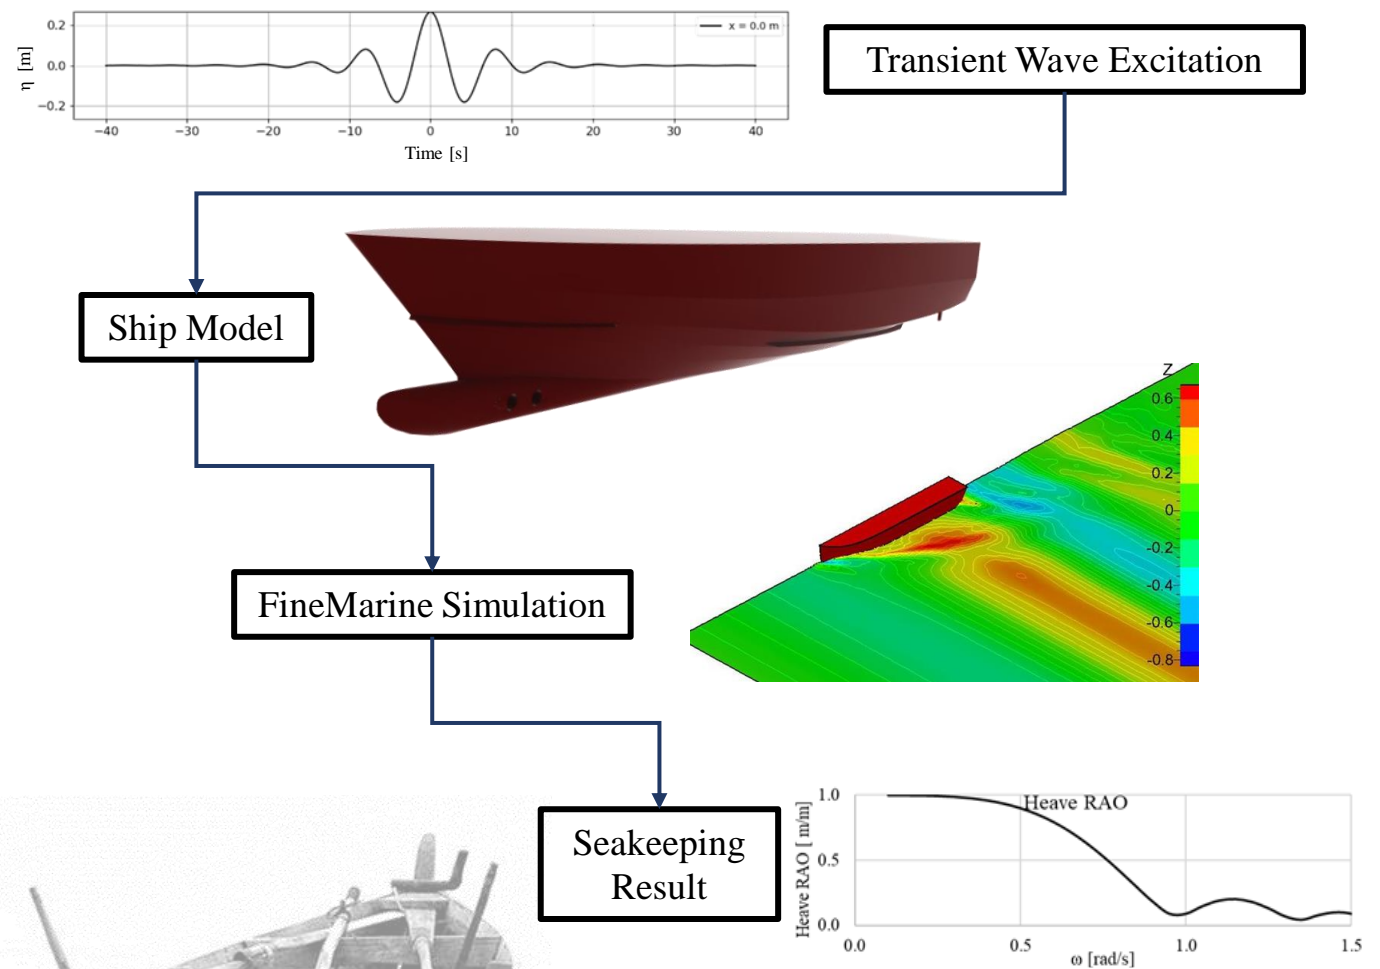 0.2
0.0
−0.2
η [m]
x = 0.0 m
−40 −30 −20 −10 0 10 20 30 40
Time [s]
Transient Wave Excitation
Ship Model
Z
0.6
0.4
0.2
0
-0.2
-0.4
-0.6
-0.8
FineMarine Simulation
Seakeeping
Result
Heave RAO
Heave RAO [ m/m]
1.0
0.5
0.0
0.0 0.5 1.0 1.5
ω [rad/s]